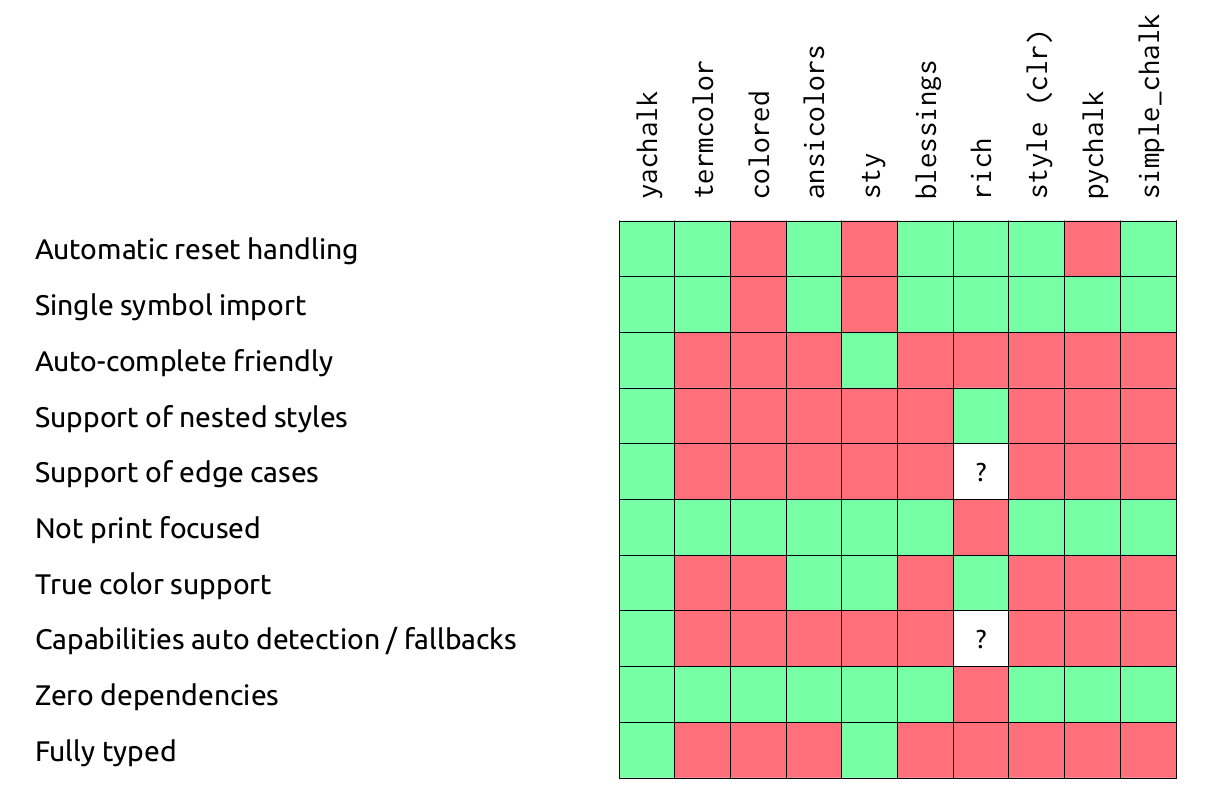 yachalk
termcolor
colored
ansicolors
sty
blessings
rich
style (clr)
pychalk
simple_chalk
Automatic reset handling
Single symbol import
Auto-complete friendly
Support of nested styles
Support of edge cases
?
Not print focused
True color support
Capabilities auto detection / fallbacks
?
Zero dependencies
Fully typed